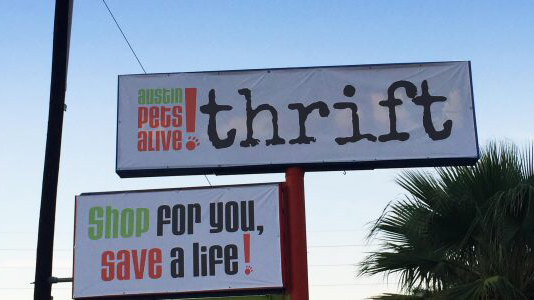 austin
pets
alive! thrift
Shop for you,
save a life!